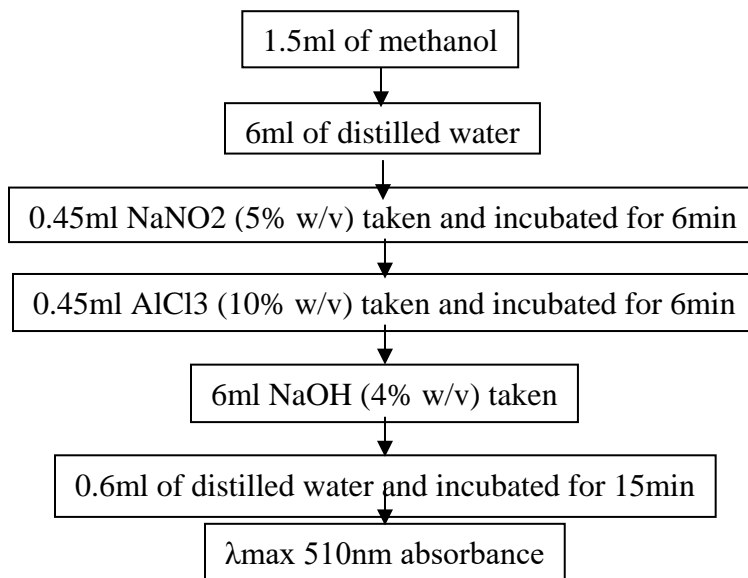 1.5ml of methanol
6ml of distilled water
0.45ml NaNO2 (5% w/v) taken and incubated for 6min
0.45ml AlCl3 (10% w/v) taken and incubated for 6min
6ml NaOH (4% w/v) taken
0.6ml of distilled water and incubated for 15min
λmax 510nm absorbance